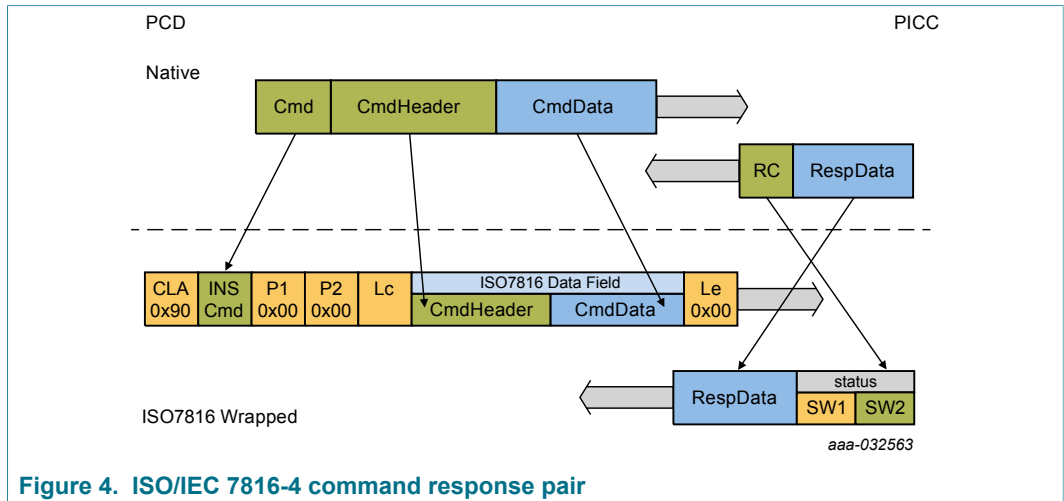 PCD
PICC
Native
Cmd
CmdHeader
CmdData
RC
RespData
CLA
0x90
INS
Cmd
P1
0x00
P2
0x00
Lc
ISO7816 Data Field
CmdHeader
CmdData
Le
0x00
RespData
status
SW1
SW2
ISO7816 Wrapped
aaa-032563
Figure 4. ISO/IEC 7816-4 command response pair